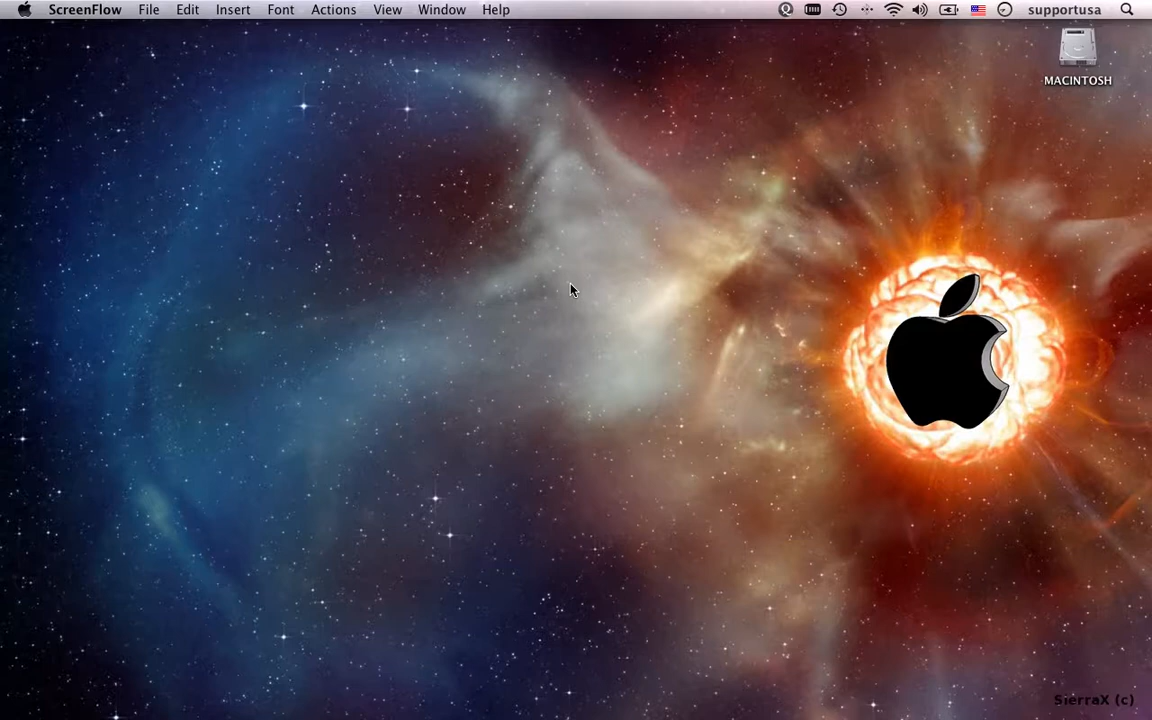 ScreenFlow File Edit Insert Font Actions View Window Help supportusa
MACINTOSH
SierraX (c)